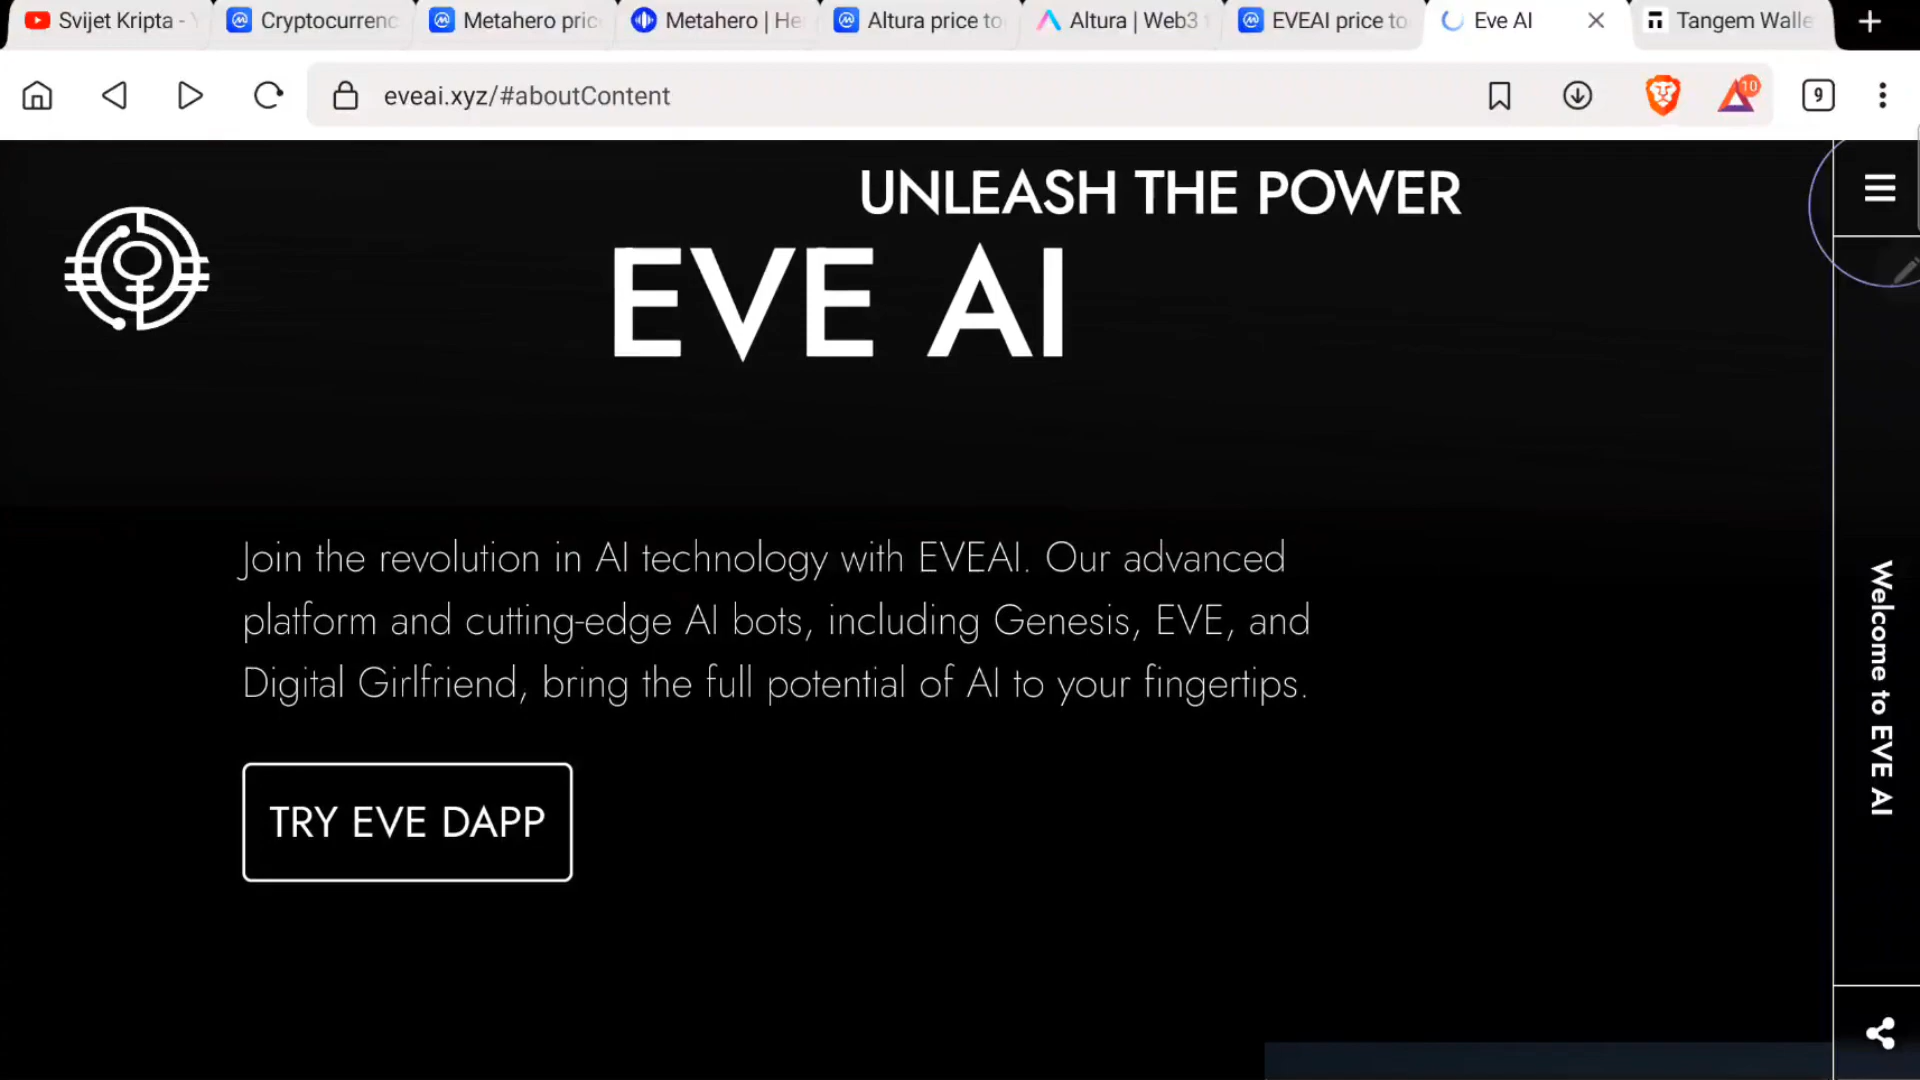 Svijet Kripta -
Cryptocurrenc
Metahero pric
Metahero | He
Altura price to
Altura | Web3
EVEAI price to
Eve AI
Tangem Walle
eveai.xyz/#aboutContent
10
9
UNLEASH THE POWER
EVE AI
Join the revolution in AI technology with EVEAI. Our advanced
platform and cutting-edge AI bots, including Genesis, EVE, and
Digital Girlfriend, bring the full potential of AI to your fingertips.
TRY EVE DAPP
Welcome to EVE AI